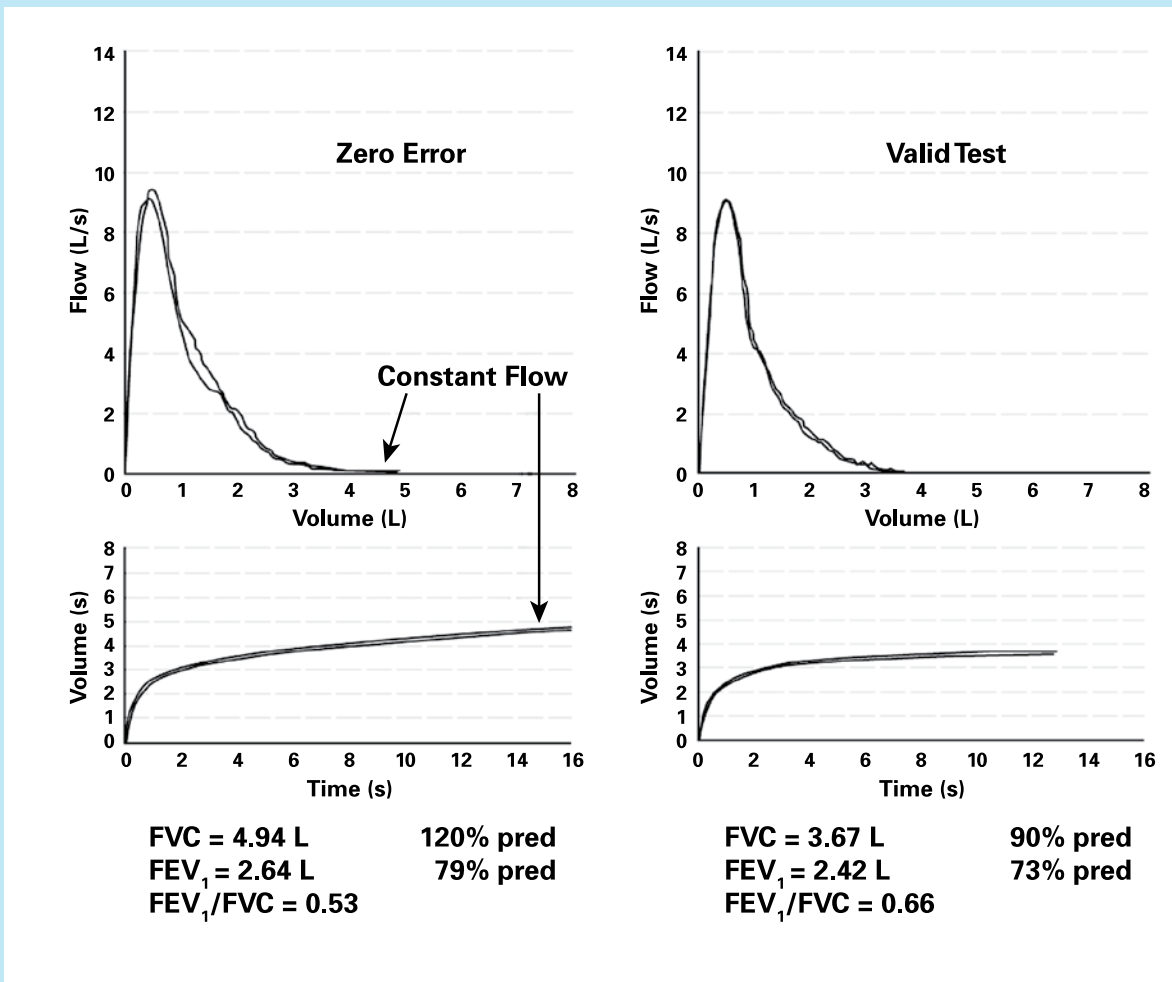 Zero Error
14
12
10
8
6
4
2
0
Flow (L/s)
Constant Flow
0 1 2 3 4 5 6 7 8
Volume (L)
8
7
6
5
4
3
2
1
0
Volume (s)
0 2 4 6 8 10 12 14 16
Time (s)
FVC = 4.94 L 120% pred
FEV₁ = 2.64 L 79% pred
FEV₁/FVC = 0.53
Valid Test
14
12
10
8
6
4
2
0
Flow (L/s)
0 1 2 3 4 5 6 7 8
Volume (L)
8
7
6
5
4
3
2
1
0
Volume (s)
0 2 4 6 8 10 12 14 16
Time (s)
FVC = 3.67 L 90% pred
FEV₁ = 2.42 L 73% pred
FEV₁/FVC = 0.66